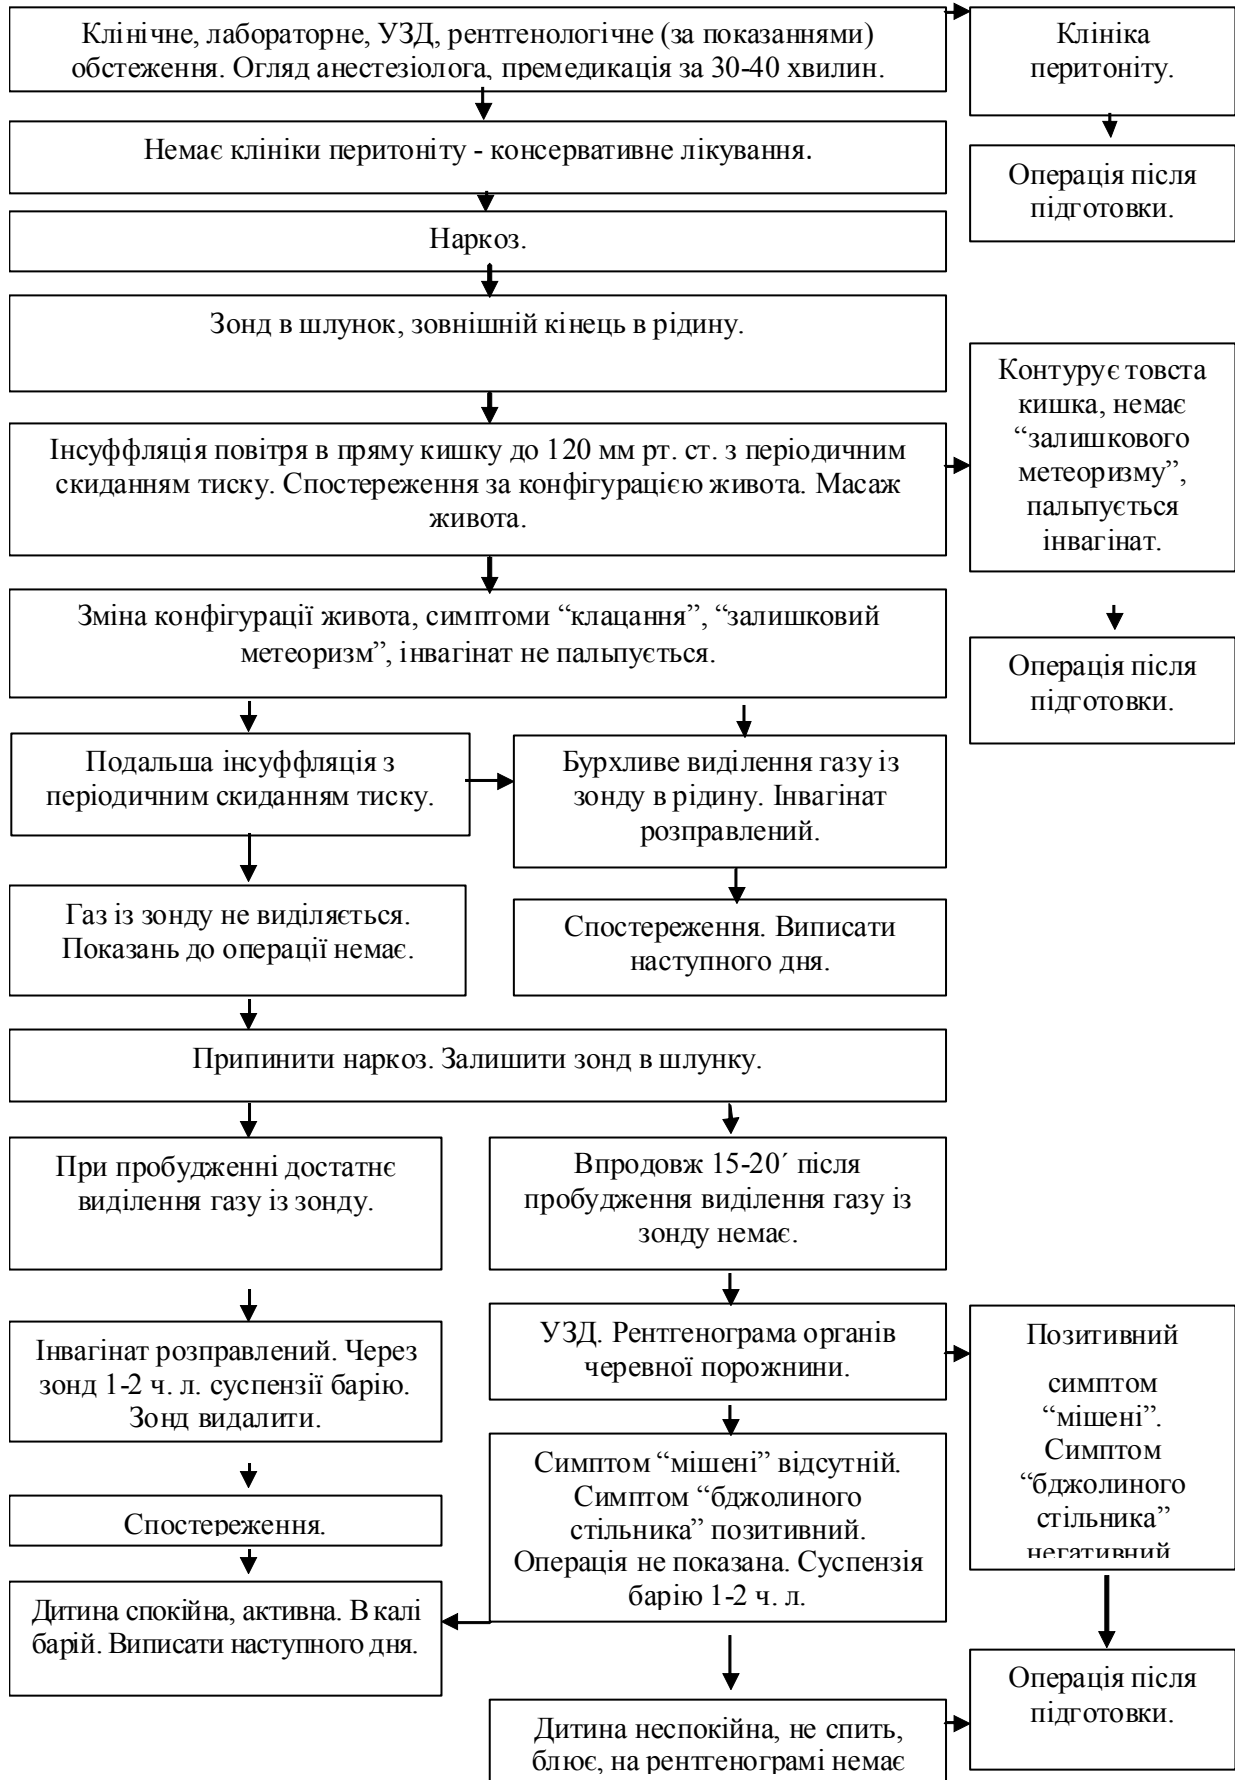 Клінічне, лабораторне, УЗД, рентгенологічне (за показаннями)
обстеження. Огляд анестезіолога, премедикація за 30-40 хвилин.
Клініка
перитоніту.
Немає клініки перитоніту - консервативне лікування.
Операція після
підготовки.
Наркоз.
Зонд в шлунок, зовнішній кінець в рідину.
Контурує товста
кишка, немає
“залишкового
метеоризму”,
пальпується
інвагінат.
Інсуффляція повітря в пряму кишку до 120 мм рт. ст. з періодичним
скиданням тиску. Спостереження за конфігурацією живота. Масаж
живота.
Зміна конфігурації живота, симптоми “клацання”, “залишковий
метеоризм”, інвагінат не пальпується.
Операція після
підготовки.
Подальша інсуффляція з
періодичним скиданням тиску.
Бурхливе виділення газу із
зонду в рідину. Інвагінат
розправлений.
Газ із зонду не виділяється.
Показань до операції немає.
Спостереження. Виписати
наступного дня.
Припинити наркоз. Залишити зонд в шлунку.
При пробудженні достатнє
виділення газу із зонду.
Впродовж 15-20´ після
пробудження виділення газу із
зонду немає.
Інвагінат розправлений. Через
зонд 1-2 ч. л. суспензії барію.
Зонд видалити.
УЗД. Рентгенограма органів
черевної порожнини.
Позитивний
симптом
“мішені”.
Симптом
“бджолиного
стільника”
негативний
Симптом “мішені” відсутній.
Симптом “бджолиного
стільника” позитивний.
Операція не показана. Суспензія
барію 1-2 ч. л.
Спостереження.
Дитина спокійна, активна. В калі
барій. Виписати наступного дня.
Операція після
підготовки.
Дитина неспокійна, не спить,
блює, на рентгенограмі немає